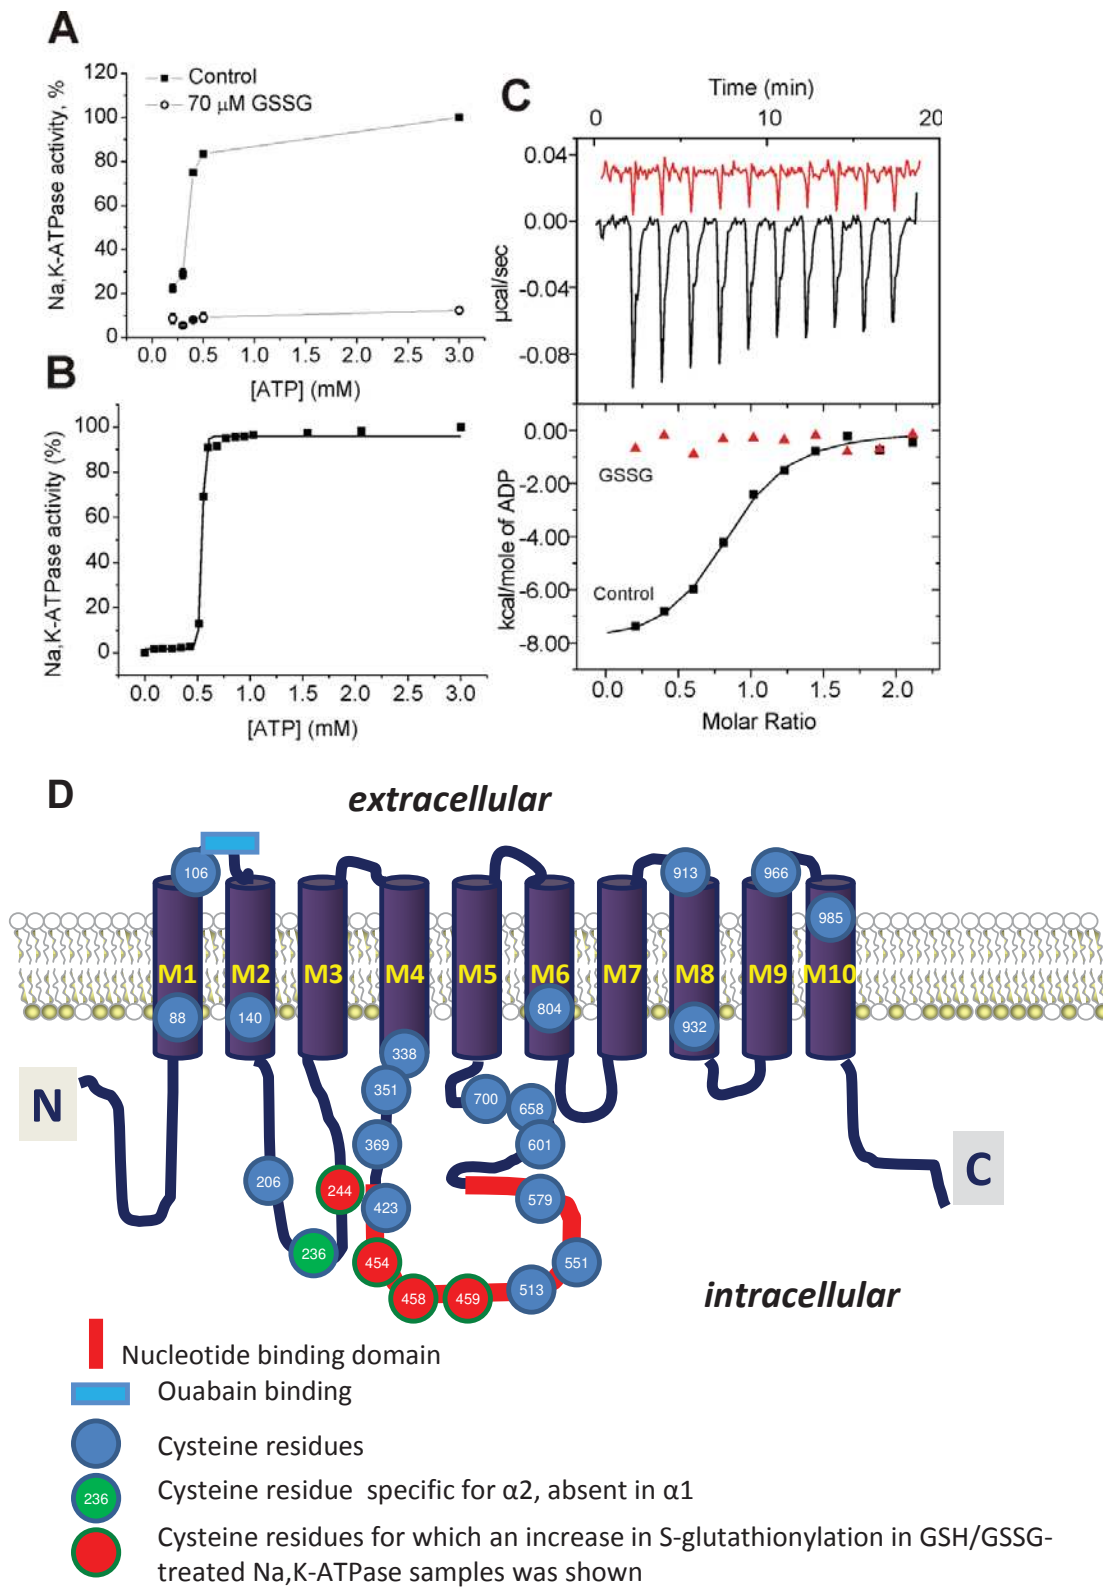 A
120
100
80
60
40
20
0
Na,K-ATPase activity, %
Control
70 μM GSSG
0.0 0.5 1.0 1.5 2.0 2.5 3.0
[ATP] (mM)
B
100
80
60
40
20
0
Na,K-ATPase activity (%)
0.0 0.5 1.0 1.5 2.0 2.5 3.0
[ATP] (mM)
C
Time (min)
0 10 20
0.04
0.00
-0.04
-0.08
μcal/sec
0.00
-2.00
-4.00
-6.00
-8.00
kcal/mole of ADP
GSSG
Control
0.0 0.5 1.0 1.5 2.0
Molar Ratio
D
extracellular
106 913 966
985
M1 M2 M3 M4 M5 M6 M7 M8 M9 M10
88 140 804 932
338
N 351 700 658
369 601
C
206 244 423 579
236 454 551
458 459 513
intracellular
Nucleotide binding domain
Ouabain binding
Cysteine residues
236 Cysteine residue specific for α2, absent in α1
Cysteine residues for which an increase in S-glutathionylation in GSH/GSSG-
treated Na,K-ATPase samples was shown